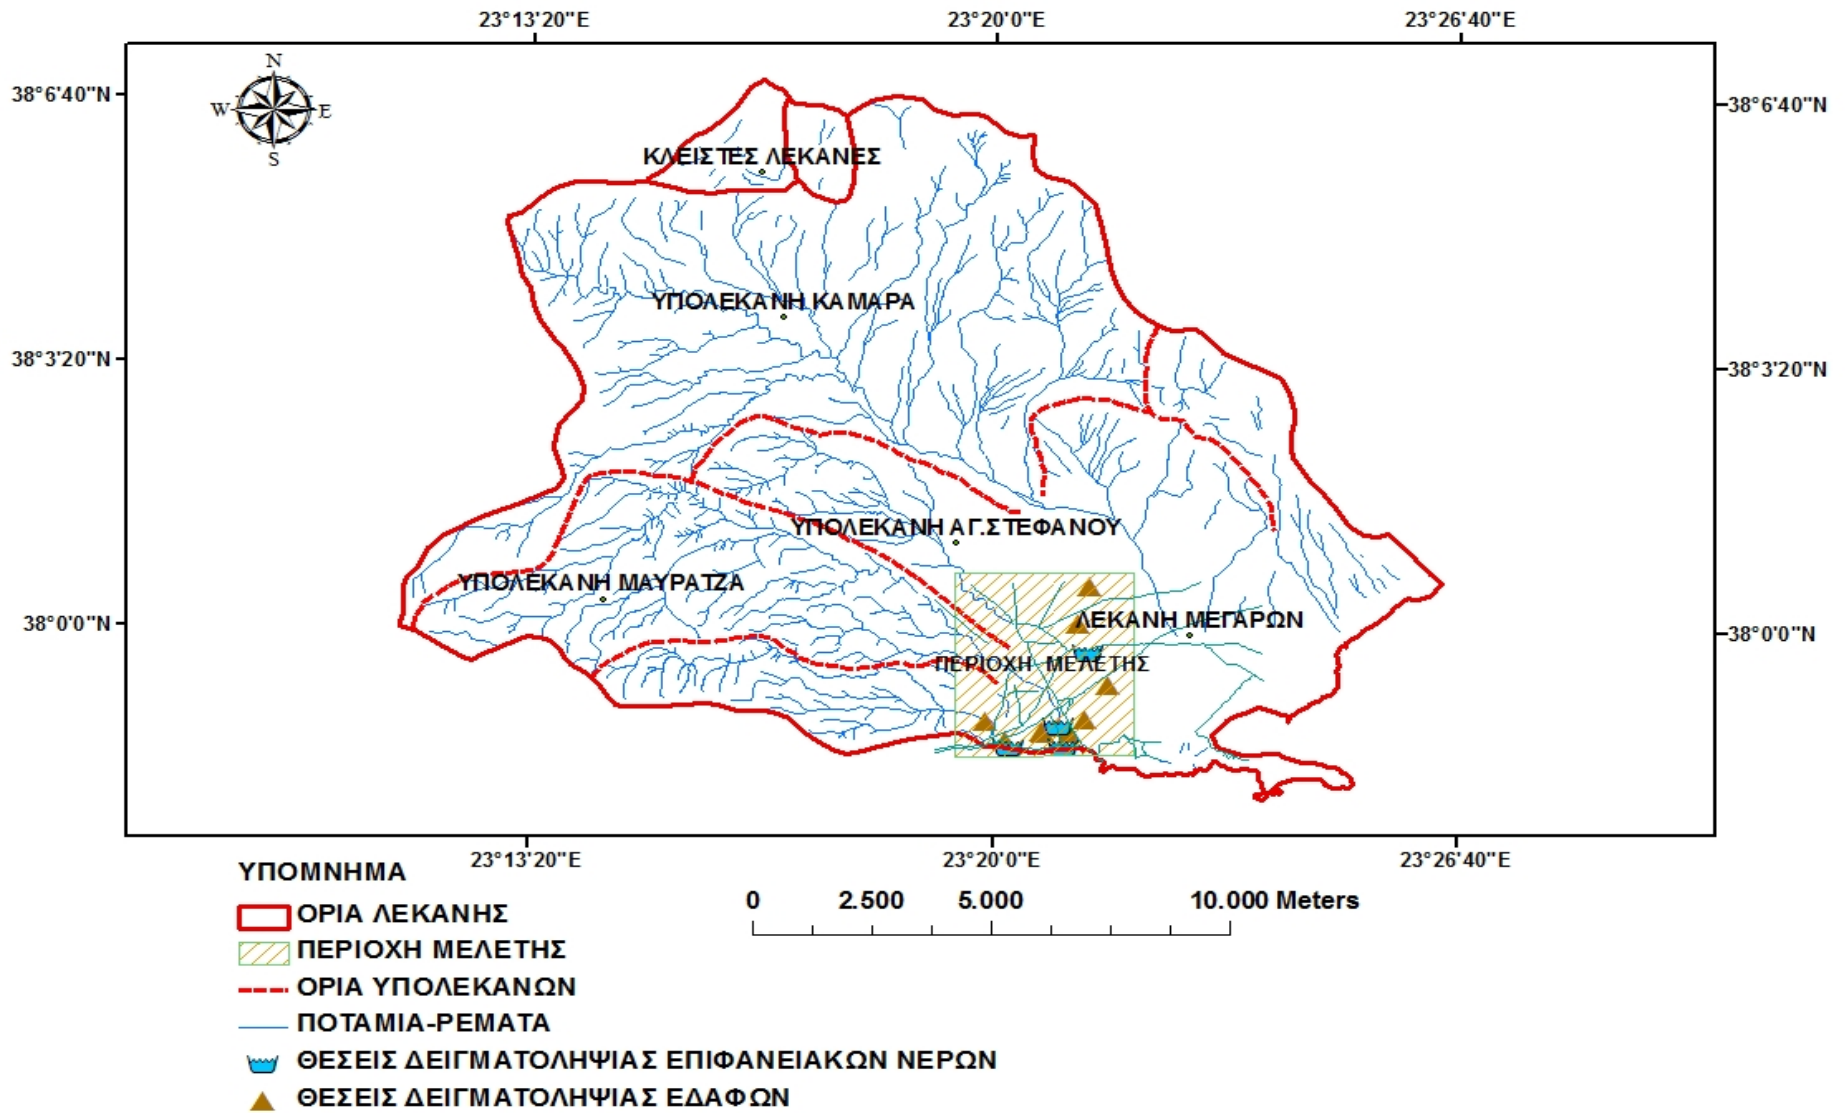 23°13'20"E 23°20'0"E 23°26'40"E
N
W E
S
38°6'40"N 38°6'40"N
ΚΛΕΙΣΤΕΣ ΛΕΚΑΝΕΣ
ΥΠΟΛΕΚΑΝΗ ΚΑΜΑΡΑ
38°3'20"N 38°3'20"N
ΥΠΟΛΕΚΑΝΗ ΑΓ.ΣΤΕΦΑΝΟΥ
ΥΠΟΛΕΚΑΝΗ ΜΑΥΡΑΤΖΑ
38°0'0"N 38°0'0"N
ΛΕΚΑΝΗ ΜΕΓΑΡΩΝ
ΠΕΡΙΟΧΗ ΜΕΛΕΤΗΣ
23°13'20"E 23°20'0"E 23°26'40"E
ΥΠΟΜΝΗΜΑ
0 2.500 5.000 10.000 Meters
ΟΡΙΑ ΛΕΚΑΝΗΣ
ΠΕΡΙΟΧΗ ΜΕΛΕΤΗΣ
ΟΡΙΑ ΥΠΟΛΕΚΑΝΩΝ
ΠΟΤΑΜΙΑ-ΡΕΜΑΤΑ
ΘΕΣΕΙΣ ΔΕΙΓΜΑΤΟΛΗΨΙΑΣ ΕΠΙΦΑΝΕΙΑΚΩΝ ΝΕΡΩΝ
ΘΕΣΕΙΣ ΔΕΙΓΜΑΤΟΛΗΨΙΑΣ ΕΔΑΦΩΝ